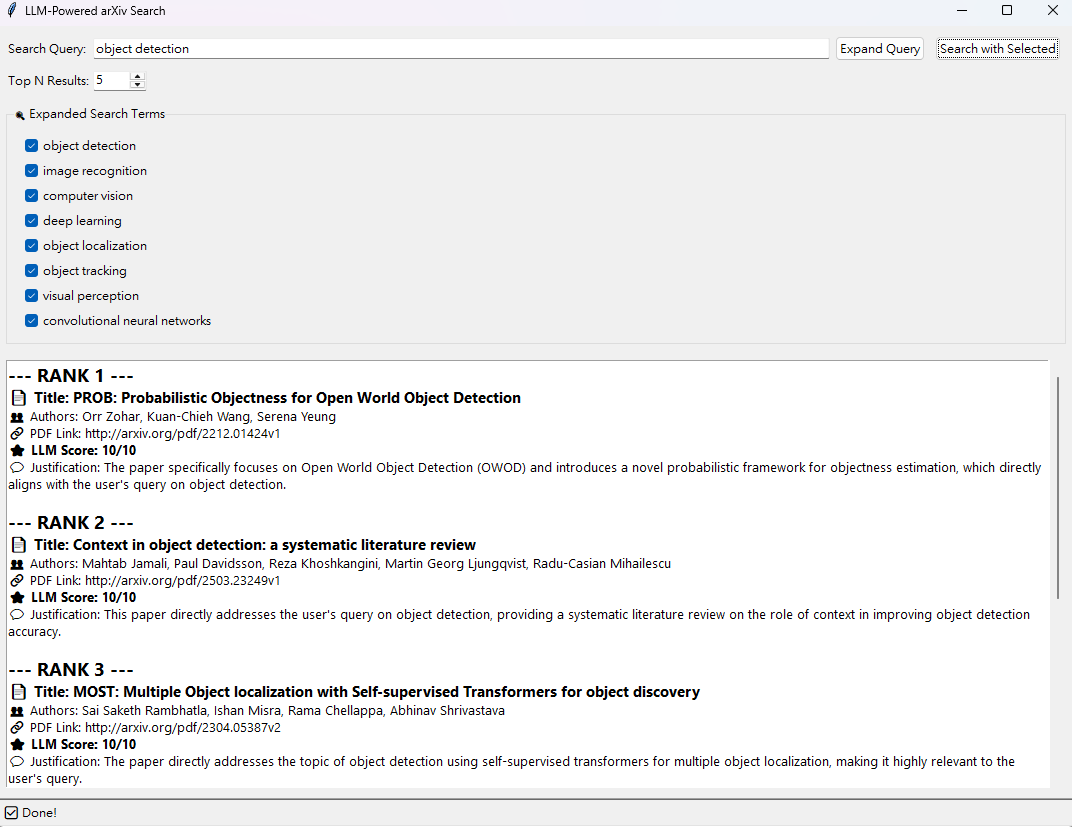 LLM-Powered arXiv Search
Search Query: object detection Expand Query Search with Selected
Top N Results: 5
Expanded Search Terms
object detection
image recognition
computer vision
deep learning
object localization
object tracking
visual perception
convolutional neural networks
--- RANK 1 ---
Title: PROB: Probabilistic Objectness for Open World Object Detection
Authors: Orr Zohar, Kuan-Chieh Wang, Serena Yeung
PDF Link: http://arxiv.org/pdf/2212.01424v1
LLM Score: 10/10
Justification: The paper specifically focuses on Open World Object Detection (OWOD) and introduces a novel probabilistic framework for objectness estimation, which directly
aligns with the user's query on object detection.
--- RANK 2 ---
Title: Context in object detection: a systematic literature review
Authors: Mahtab Jamali, Paul Davidsson, Reza Khoshkangini, Martin Georg Ljungqvist, Radu-Casian Mihailescu
PDF Link: http://arxiv.org/pdf/2503.23249v1
LLM Score: 10/10
Justification: This paper directly addresses the user's query on object detection, providing a systematic literature review on the role of context in improving object detection
accuracy.
--- RANK 3 ---
Title: MOST: Multiple Object localization with Self-supervised Transformers for object discovery
Authors: Sai Saketh Rambhatla, Ishan Misra, Rama Chellappa, Abhinav Shrivastava
PDF Link: http://arxiv.org/pdf/2304.05387v2
LLM Score: 10/10
Justification: The paper directly addresses the topic of object detection using self-supervised transformers for multiple object localization, making it highly relevant to the
user's query.
Done!